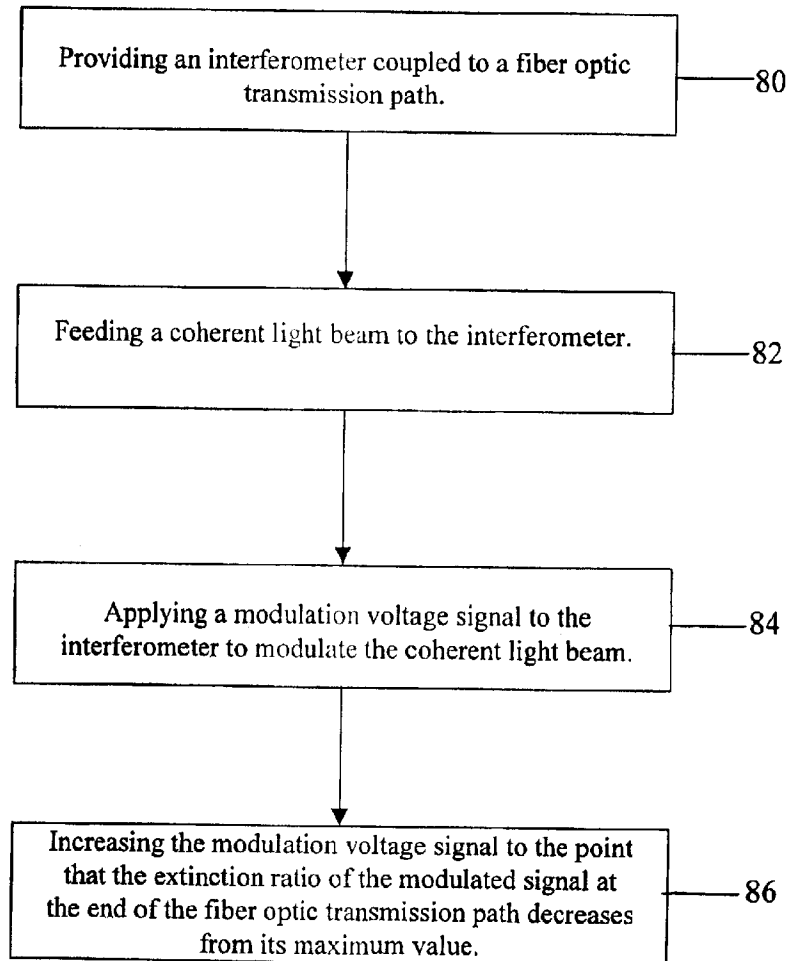 Providing an interferometer coupled to a fiber optic
transmission path.
80
Feeding a coherent light beam to the interferometer.
82
Applying a modulation voltage signal to the
interferometer to modulate the coherent light beam.
84
Increasing the modulation voltage signal to the point
that the extinction ratio of the modulated signal at
the end of the fiber optic transmission path decreases
from its maximum value.
86